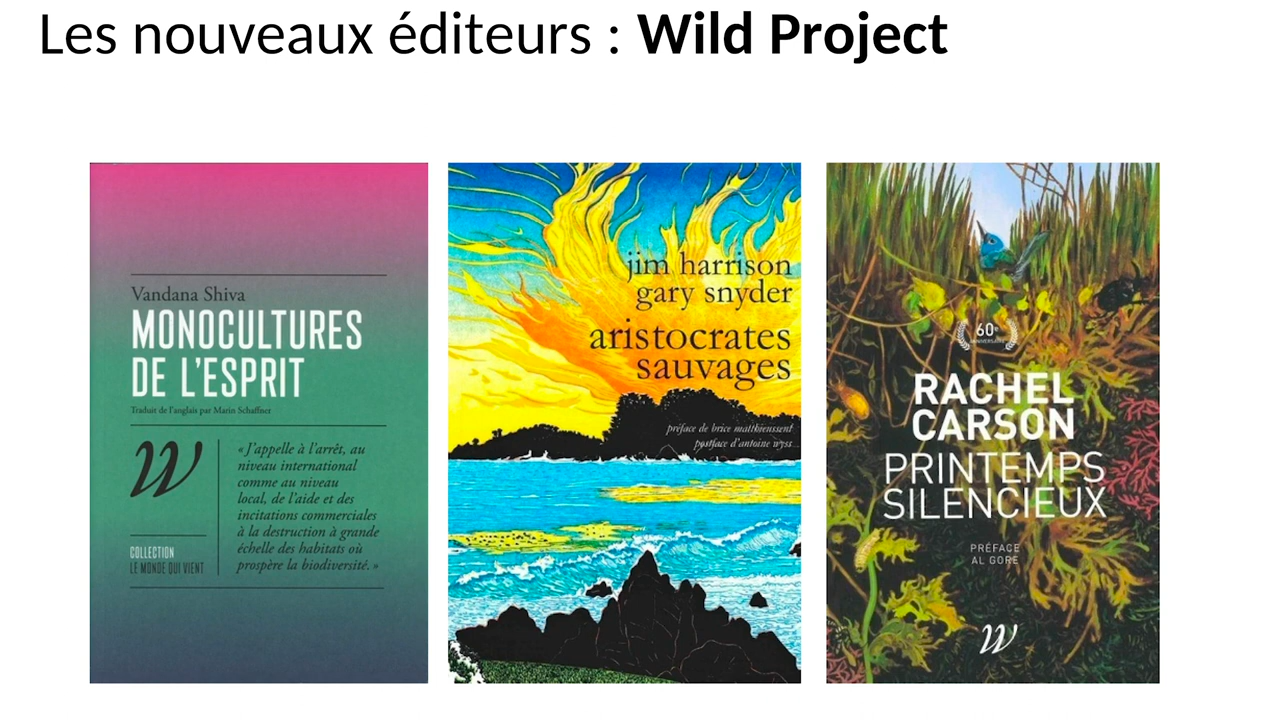 Les nouveaux éditeurs : Wild Project
Vandana Shiva
MONOCULTURES
DE L'ESPRIT
Traduit de l'anglais par Marin Schaffner
W
« J'appelle à l'arrêt, au
niveau international
comme au niveau
local, de l'aide et des
incitations commerciales
à la destruction à grande
échelle des habitats où
prospère la biodiversité. »
COLLECTION
LE MONDE QUI VIENT
jim harrison
gary snyder
aristocrates
sauvages
préface de brice matthieussent
postface d'antoine wyss
60e
ANNIVERSAIRE
RACHEL
CARSON
PRINTEMPS
SILENCIEUX
PRÉFACE
AL GORE
W